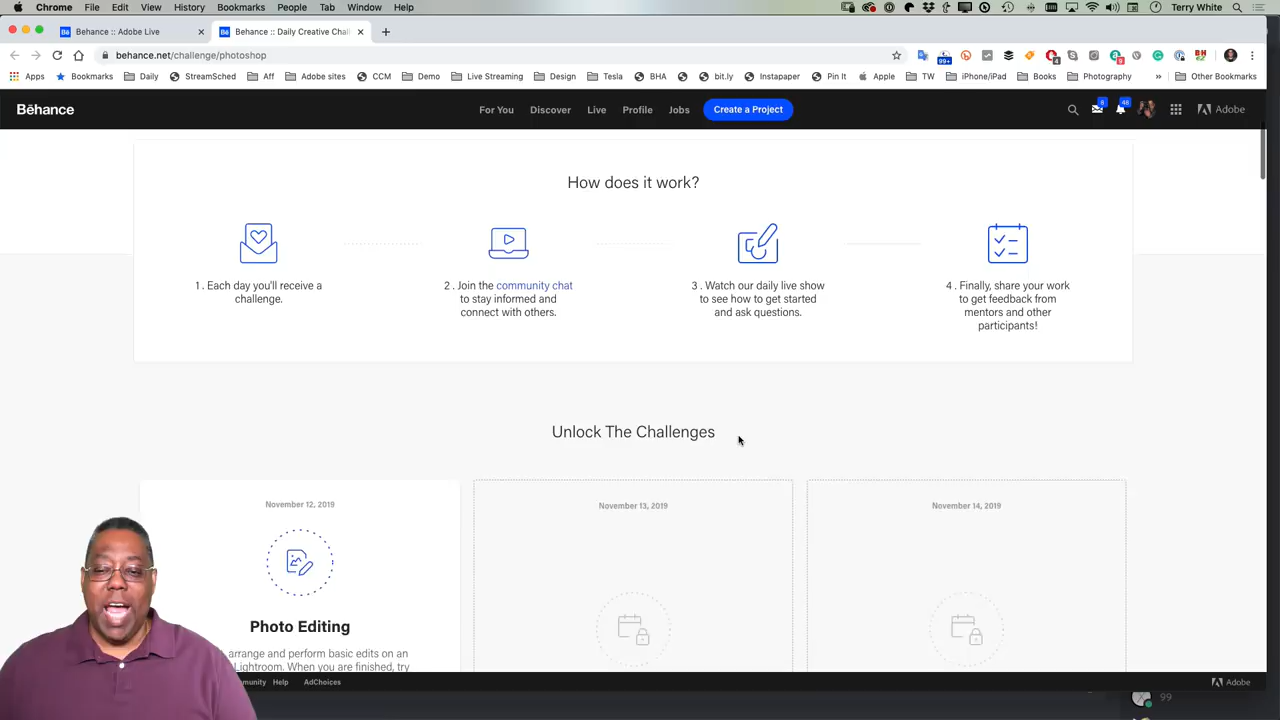 Chrome File Edit View History Bookmarks People Tab Window Help Terry White
Behance :: Adobe Live
Behance :: Daily Creative Chal
behance.net/challenge/photoshop
Apps Bookmarks Daily StreamSched Aff Adobe sites CCM Demo Live Streaming Design Tesla BHA bit.ly Instapaper Pin It Apple TW iPhone/iPad Books Photography » Other Bookmarks
Bēhance For You Discover Live Profile Jobs Create a Project Adobe
How does it work?
1 . Each day you'll receive a
challenge.
2 . Join the community chat
to stay informed and
connect with others.
3 . Watch our daily live show
to see how to get started
and ask questions.
4 . Finally, share your work
to get feedback from
mentors and other
participants!
Unlock The Challenges
November 12, 2019
Photo Editing
arrange and perform basic edits on an
Lightroom. When you are finished, try
November 13, 2019
November 14, 2019
munity Help AdChoices Adobe
99